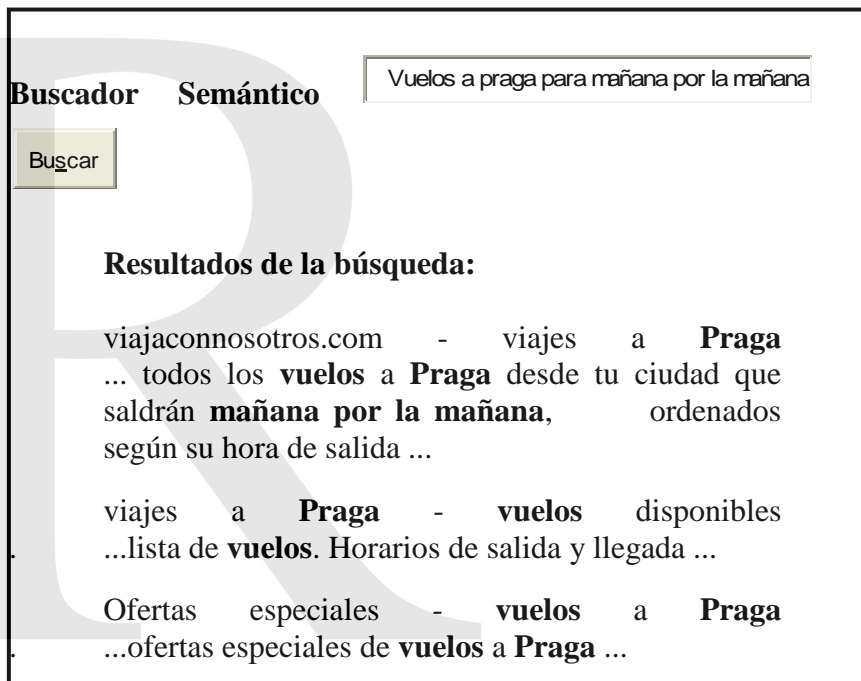 Buscador Semántico
Vuelos a praga para mañana por la mañana
Buscar
Resultados de la búsqueda:
viajaconnosotros.com - viajes a Praga
... todos los vuelos a Praga desde tu ciudad que
saldrán mañana por la mañana, ordenados
según su hora de salida ...
viajes a Praga - vuelos disponibles
. ...lista de vuelos. Horarios de salida y llegada ...
Ofertas especiales - vuelos a Praga
. ...ofertas especiales de vuelos a Praga ...
R